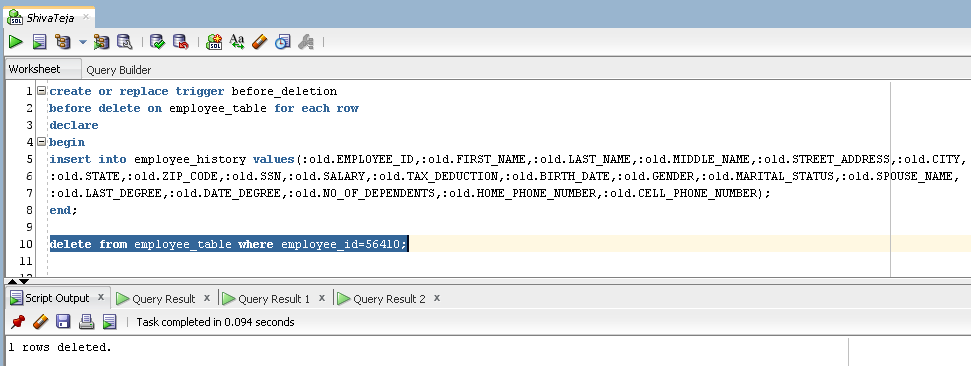 ShivaTeja ×
SQL
SQL
Worksheet Query Builder
1 create or replace trigger before_deletion
2 before delete on employee_table for each row
3 declare
4 begin
5 insert into employee_history values(:old.EMPLOYEE_ID,:old.FIRST_NAME,:old.LAST_NAME,:old.MIDDLE_NAME,:old.STREET_ADDRESS,:old.CITY,
6 :old.STATE,:old.ZIP_CODE,:old.SSN,:old.SALARY,:old.TAX_DEDUCTION,:old.BIRTH_DATE,:old.GENDER,:old.MARITAL_STATUS,:old.SPOUSE_NAME,
7 :old.LAST_DEGREE,:old.DATE_DEGREE,:old.NO_OF_DEPENDENTS,:old.HOME_PHONE_NUMBER,:old.CELL_PHONE_NUMBER);
8 end;
9
10 delete from employee_table where employee_id=56410;
11
Script Output x Query Result x Query Result 1 x Query Result 2 x
Task completed in 0.094 seconds
1 rows deleted.